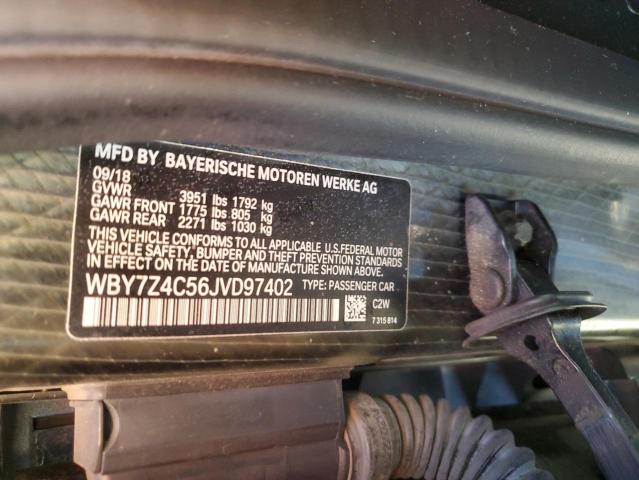 MFD BY BAYERISCHE MOTOREN WERKE AG
09/18
GVWR 3951 lbs 1792 kg
GAWR FRONT 1775 lbs 805 kg
GAWR REAR 2271 lbs 1030 kg
THIS VEHICLE CONFORMS TO ALL APPLICABLE U.S.FEDERAL MOTOR
VEHICLE SAFETY, BUMPER AND THEFT PREVENTION STANDARDS
IN EFFECT ON THE DATE OF MANUFACTURE SHOWN ABOVE.
WBY7Z4C56JVD97402 TYPE: PASSENGER CAR
C2W
7 315 814